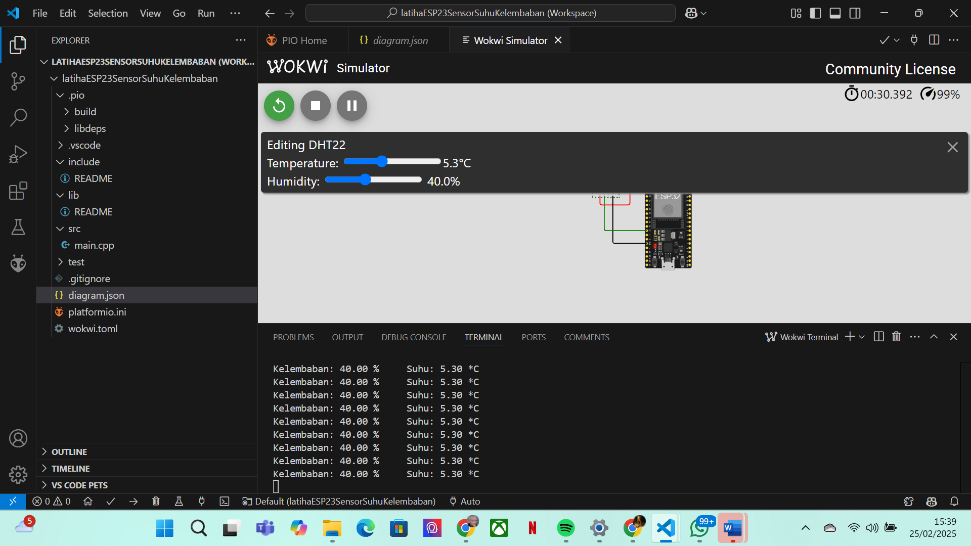 File Edit Selection View Go Run ··· latihaESP23SensorSuhuKelembaban (Workspace)
EXPLORER
LATIHAESP23SENSORSUHUKELEMBABAN (WORK...
latihaESP23SensorSuhuKelembaban
.pio
build
libdeps
.vscode
include
README
lib
README
src
main.cpp
test
.gitignore
diagram.json
platformio.ini
wokwi.toml
OUTLINE
TIMELINE
VS CODE PETS
PIO Home {} diagram.json Wokwi Simulator
WOKWI Simulator Community License
00:30.392 99%
Editing DHT22
Temperature: 5.3°C
Humidity: 40.0%
PROBLEMS OUTPUT DEBUG CONSOLE TERMINAL PORTS COMMENTS Wokwi Terminal
Kelembaban: 40.00 % Suhu: 5.30 *C
Kelembaban: 40.00 % Suhu: 5.30 *C
Kelembaban: 40.00 % Suhu: 5.30 *C
Kelembaban: 40.00 % Suhu: 5.30 *C
Kelembaban: 40.00 % Suhu: 5.30 *C
Kelembaban: 40.00 % Suhu: 5.30 *C
Kelembaban: 40.00 % Suhu: 5.30 *C
Kelembaban: 40.00 % Suhu: 5.30 *C
Kelembaban: 40.00 % Suhu: 5.30 *C
0 0 Default (latihaESP23SensorSuhuKelembaban) Auto
5 99+ 15:39
25/02/2025